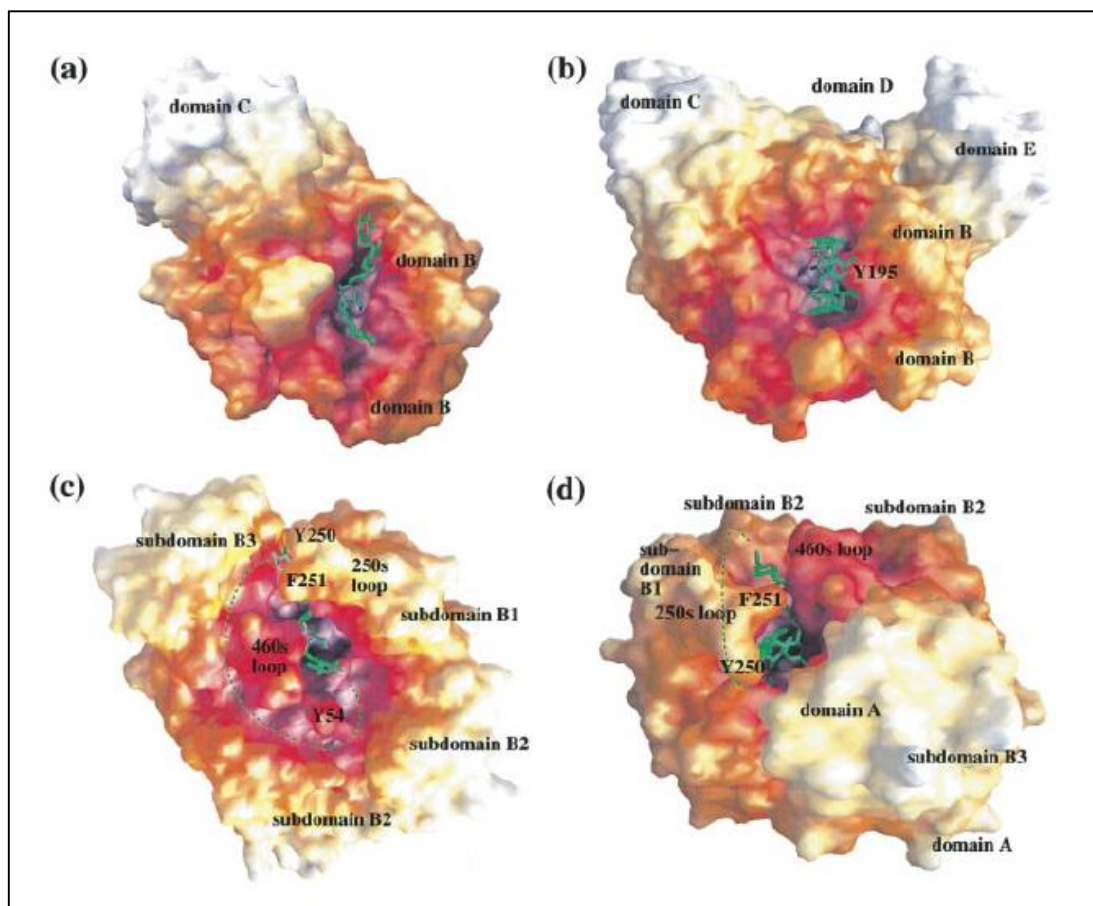 (a)
domain C
domain B
domain B
(b)
domain D
domain C
domain E
domain B
Y195
domain B
(c)
subdomain B3
Y250
F251
250s
loop
subdomain B1
460s
loop
Y54
subdomain B2
subdomain B2
(d)
subdomain B2
subdomain B2
460s loop
sub–
domain
B1
F251
250s loop
Y250
domain A
subdomain B3
domain A